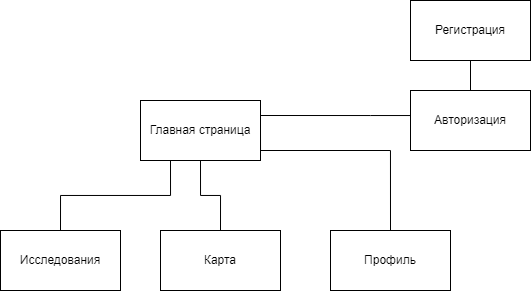 Регистрация
Авторизация
Главная страница
Исследования
Карта
Профиль